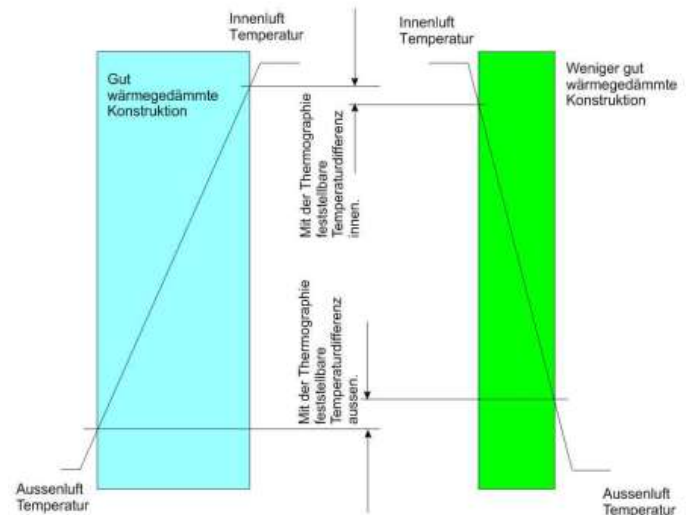 Innenluft
Temperatur
Gut
wärmegedämmte
Konstruktion
Aussenluft
Temperatur
Mit der Thermographie
feststellbare
Temperaturdifferenz
innen.
Mit der Thermographie
feststellbare
Temperaturdifferenz
aussen.
Innenluft
Temperatur
Weniger gut
wärmegedämmte
Konstruktion
Aussenluft
Temperatur